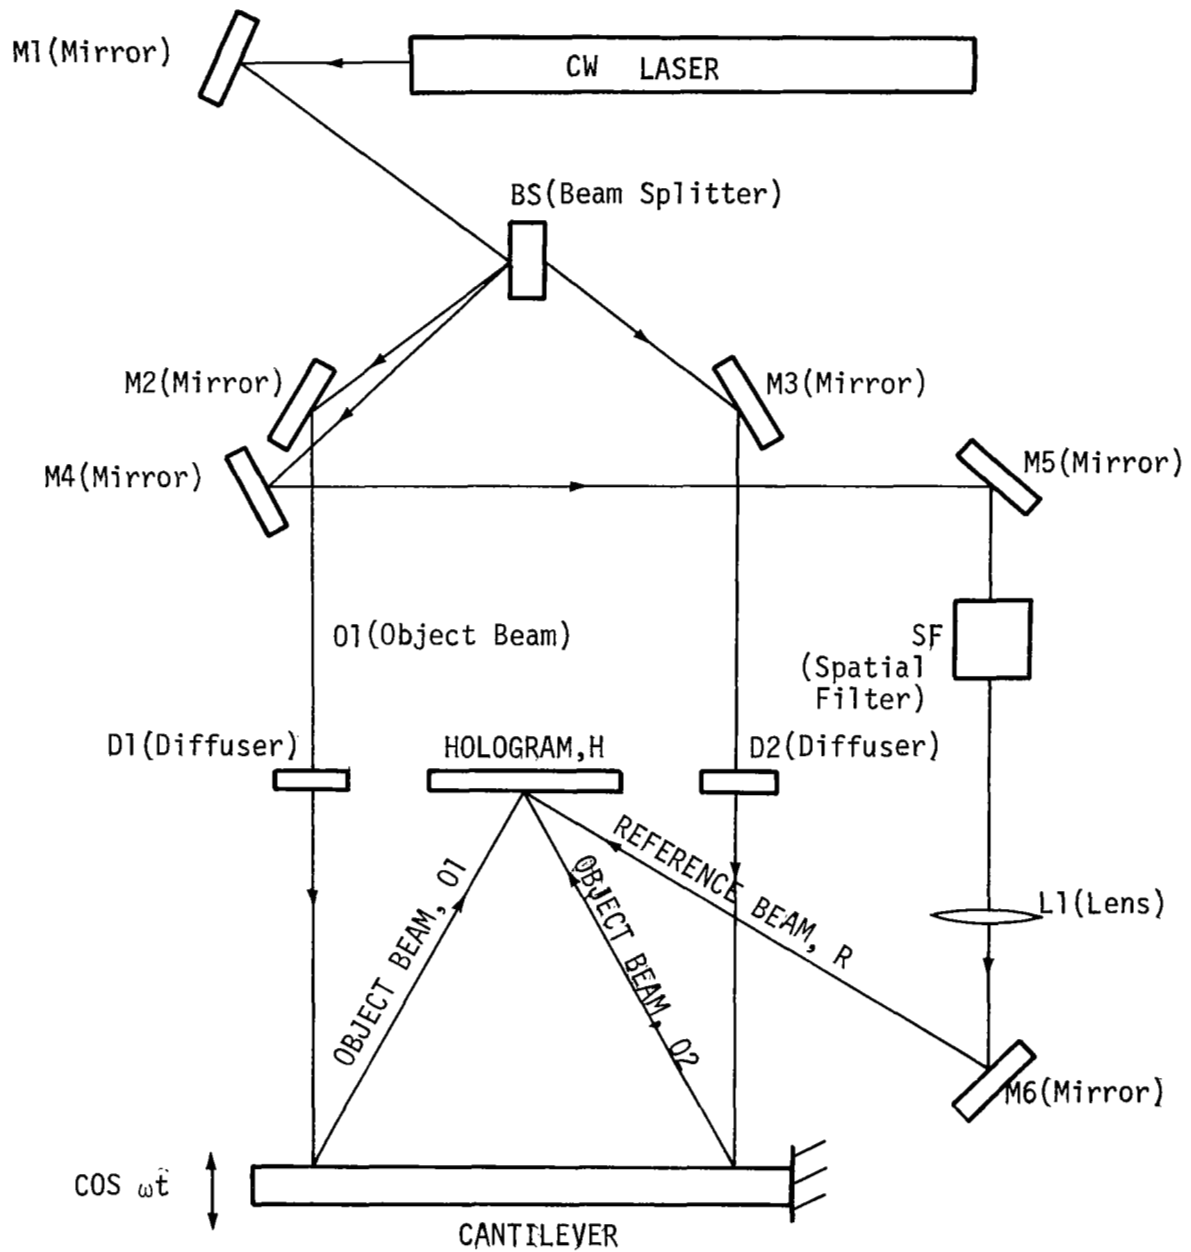 M1(Mirror)
CW LASER
BS(Beam Splitter)
M2(Mirror)
M3(Mirror)
M4(Mirror)
M5(Mirror)
O1(Object Beam)
SF
(Spatial
Filter)
D1(Diffuser)
HOLOGRAM,H
D2(Diffuser)
REFERENCE BEAM, R
OBJECT BEAM, O1
OBJECT BEAM, O2
L1(Lens)
M6(Mirror)
COS ωt
CANTILEVER